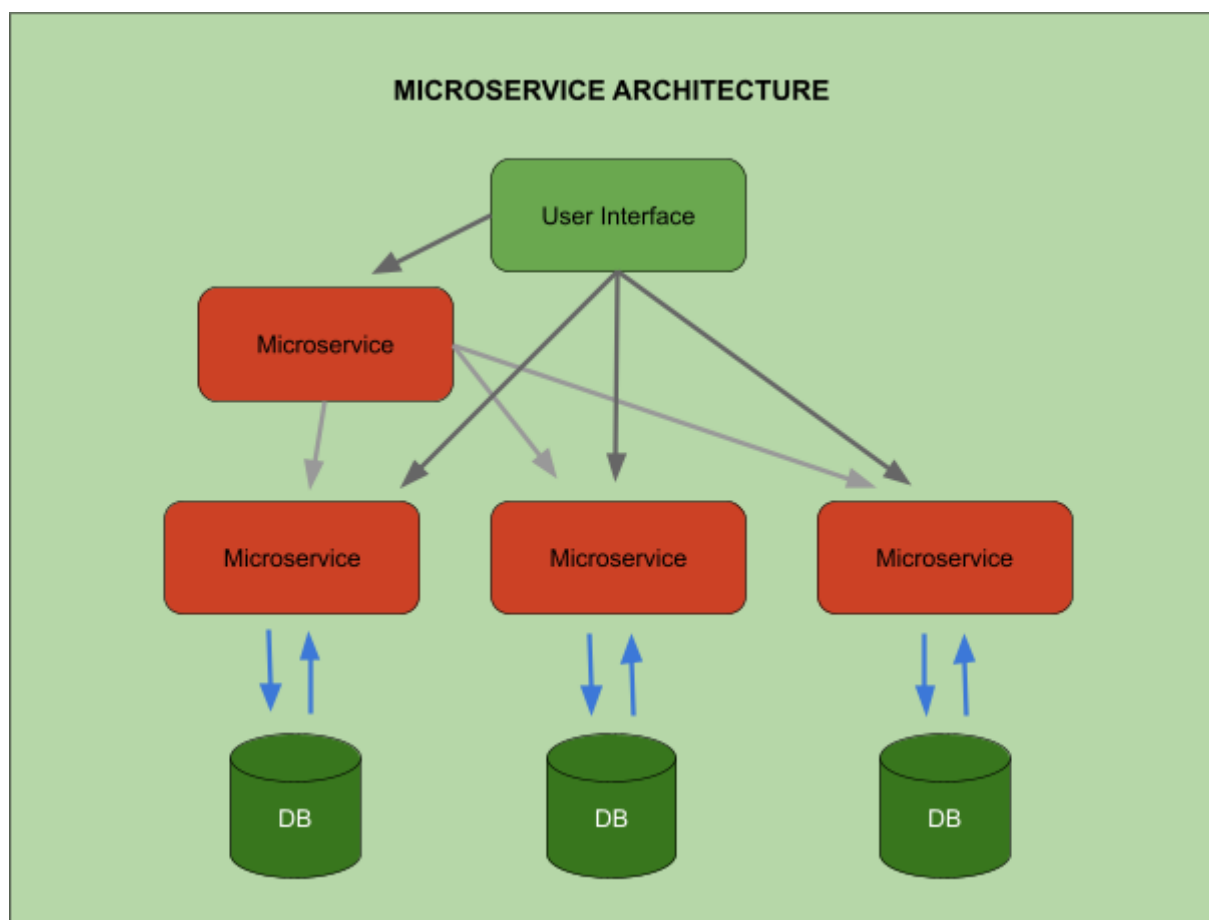 MICROSERVICE ARCHITECTURE
User Interface
Microservice
Microservice
Microservice
Microservice
DB
DB
DB